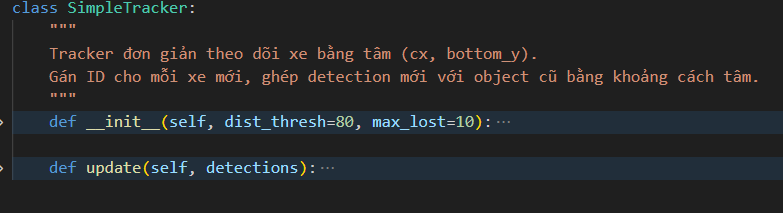 class SimpleTracker:
"""
Tracker đơn giản theo dõi xe bằng tâm (cx, bottom_y).
Gán ID cho mỗi xe mới, ghép detection mới với object cũ bằng khoảng cách tâm.
"""
def __init__(self, dist_thresh=80, max_lost=10):...
def update(self, detections):...